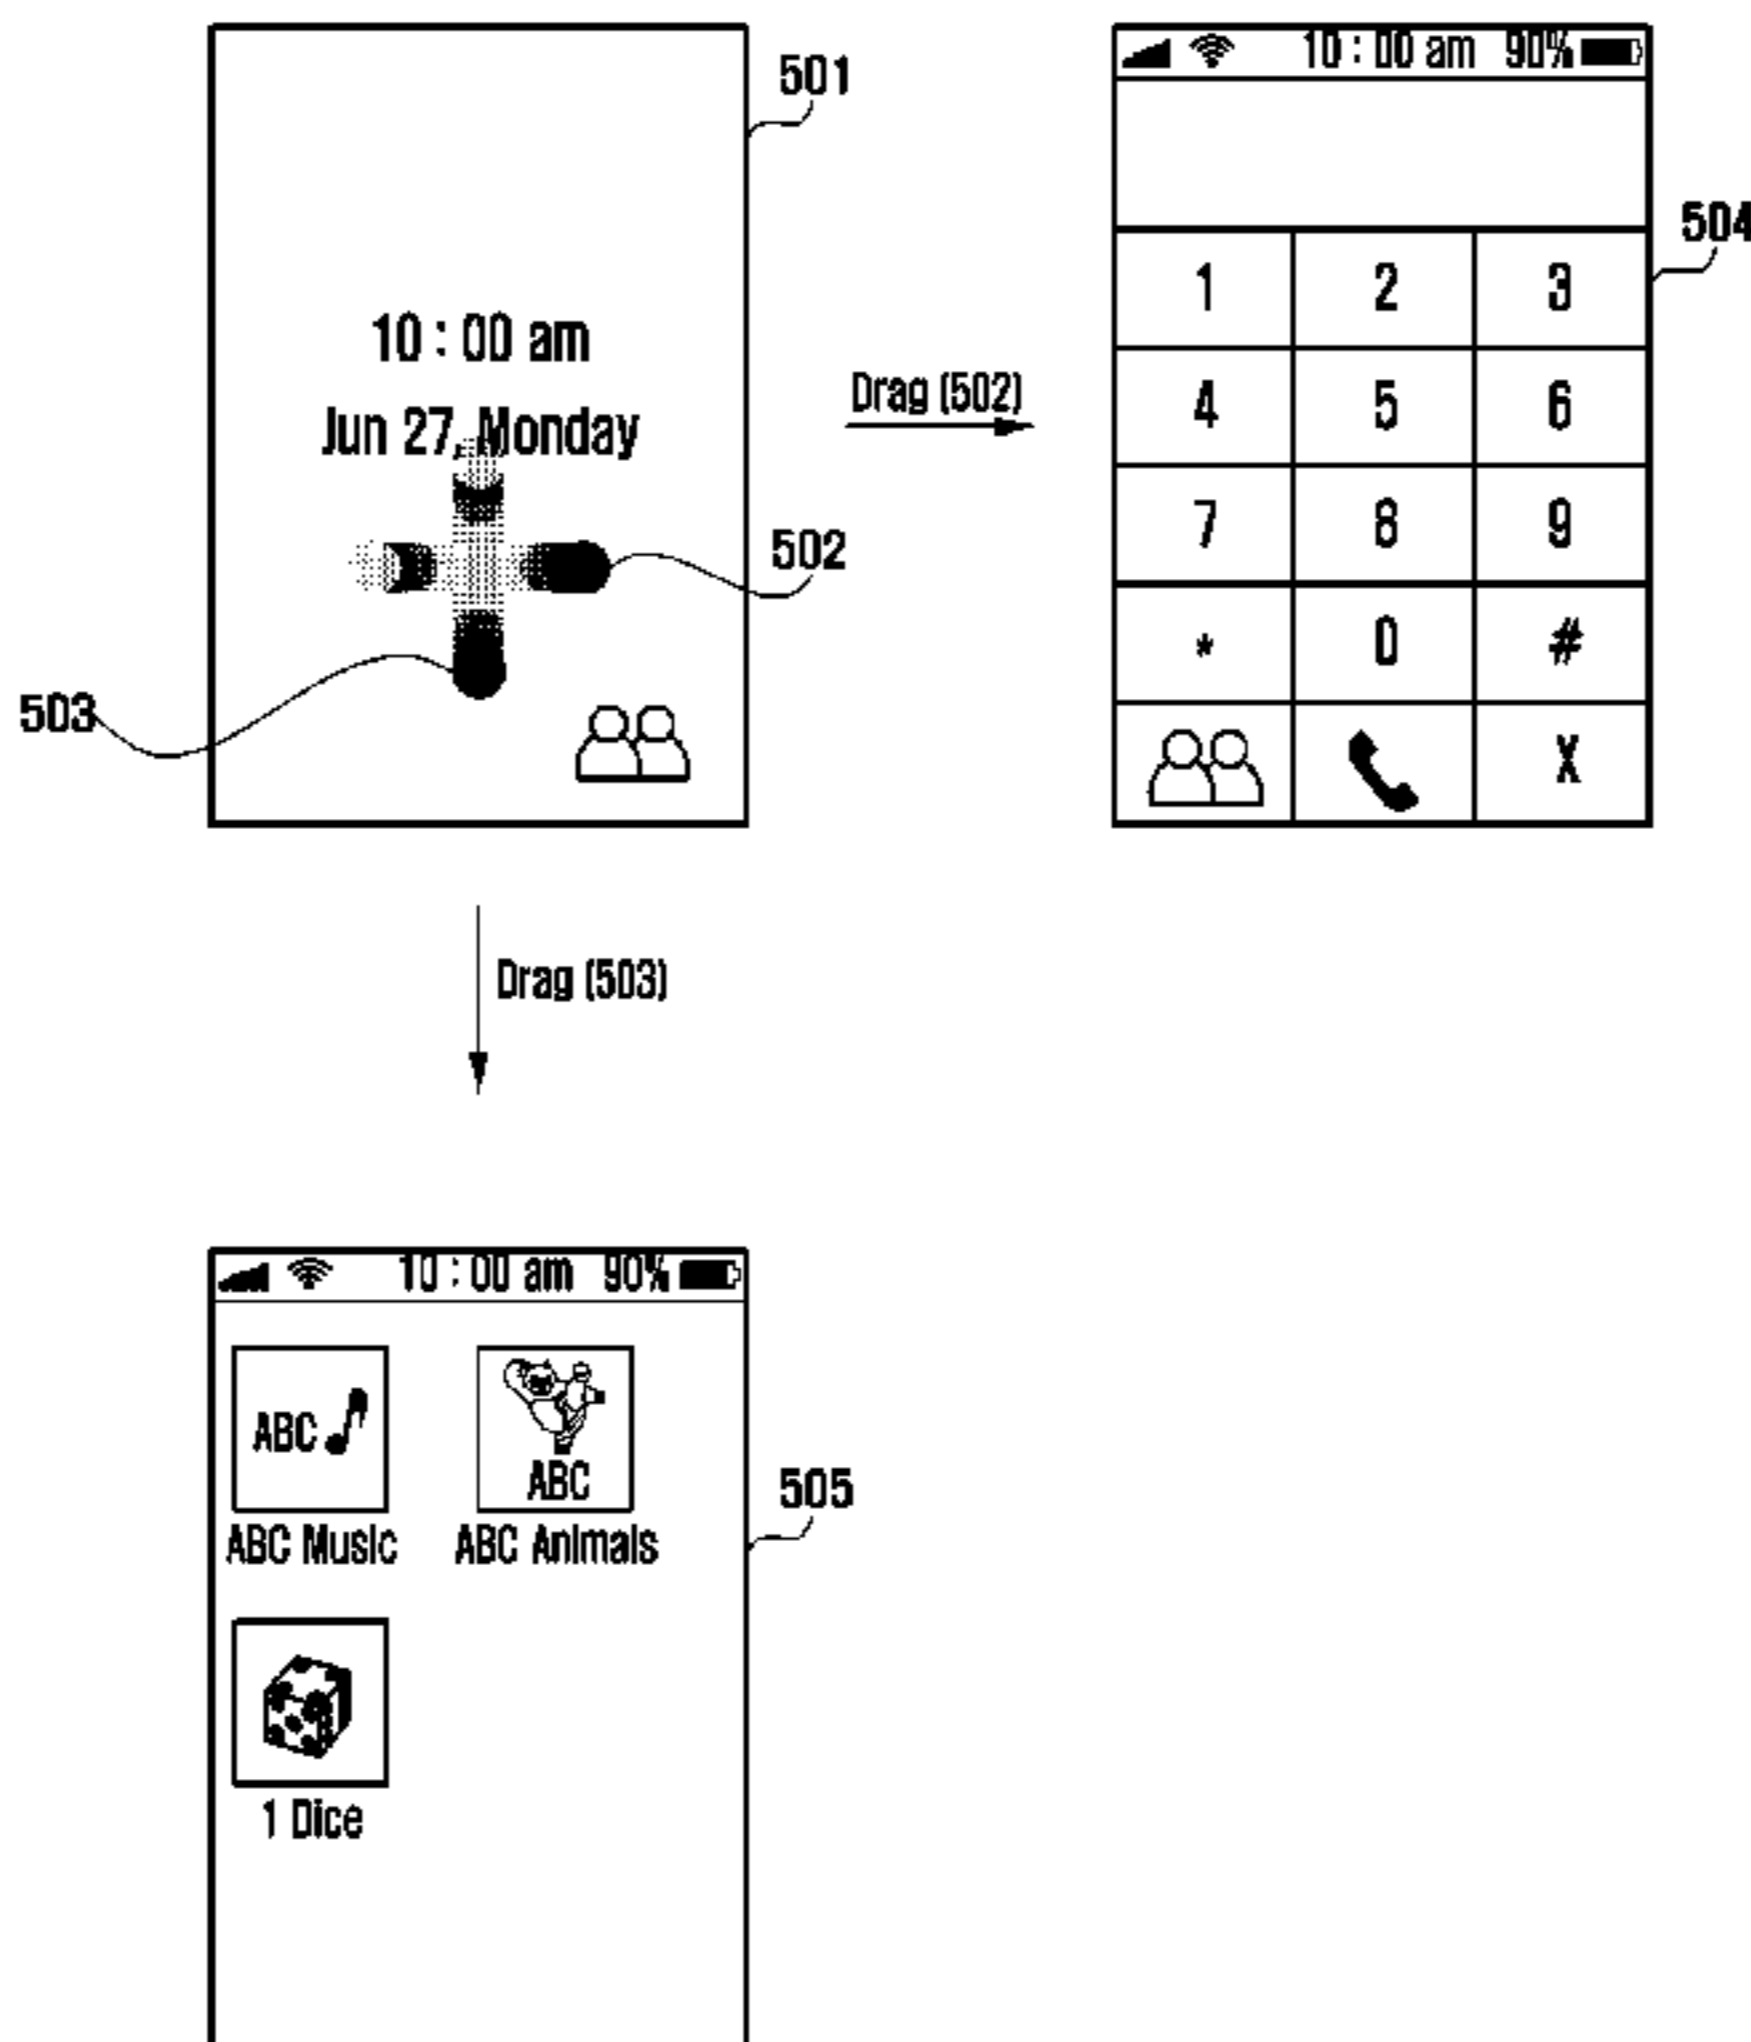 501
10 : 00 am
Jun 27, Monday
502
503
Drag (502)
10 : 00 am 90%
504
1 2 3
4 5 6
7 8 9
* 0 #
X
Drag (503)
10 : 00 am 90%
ABC
ABC
ABC Music ABC Animals
505
1 Dice